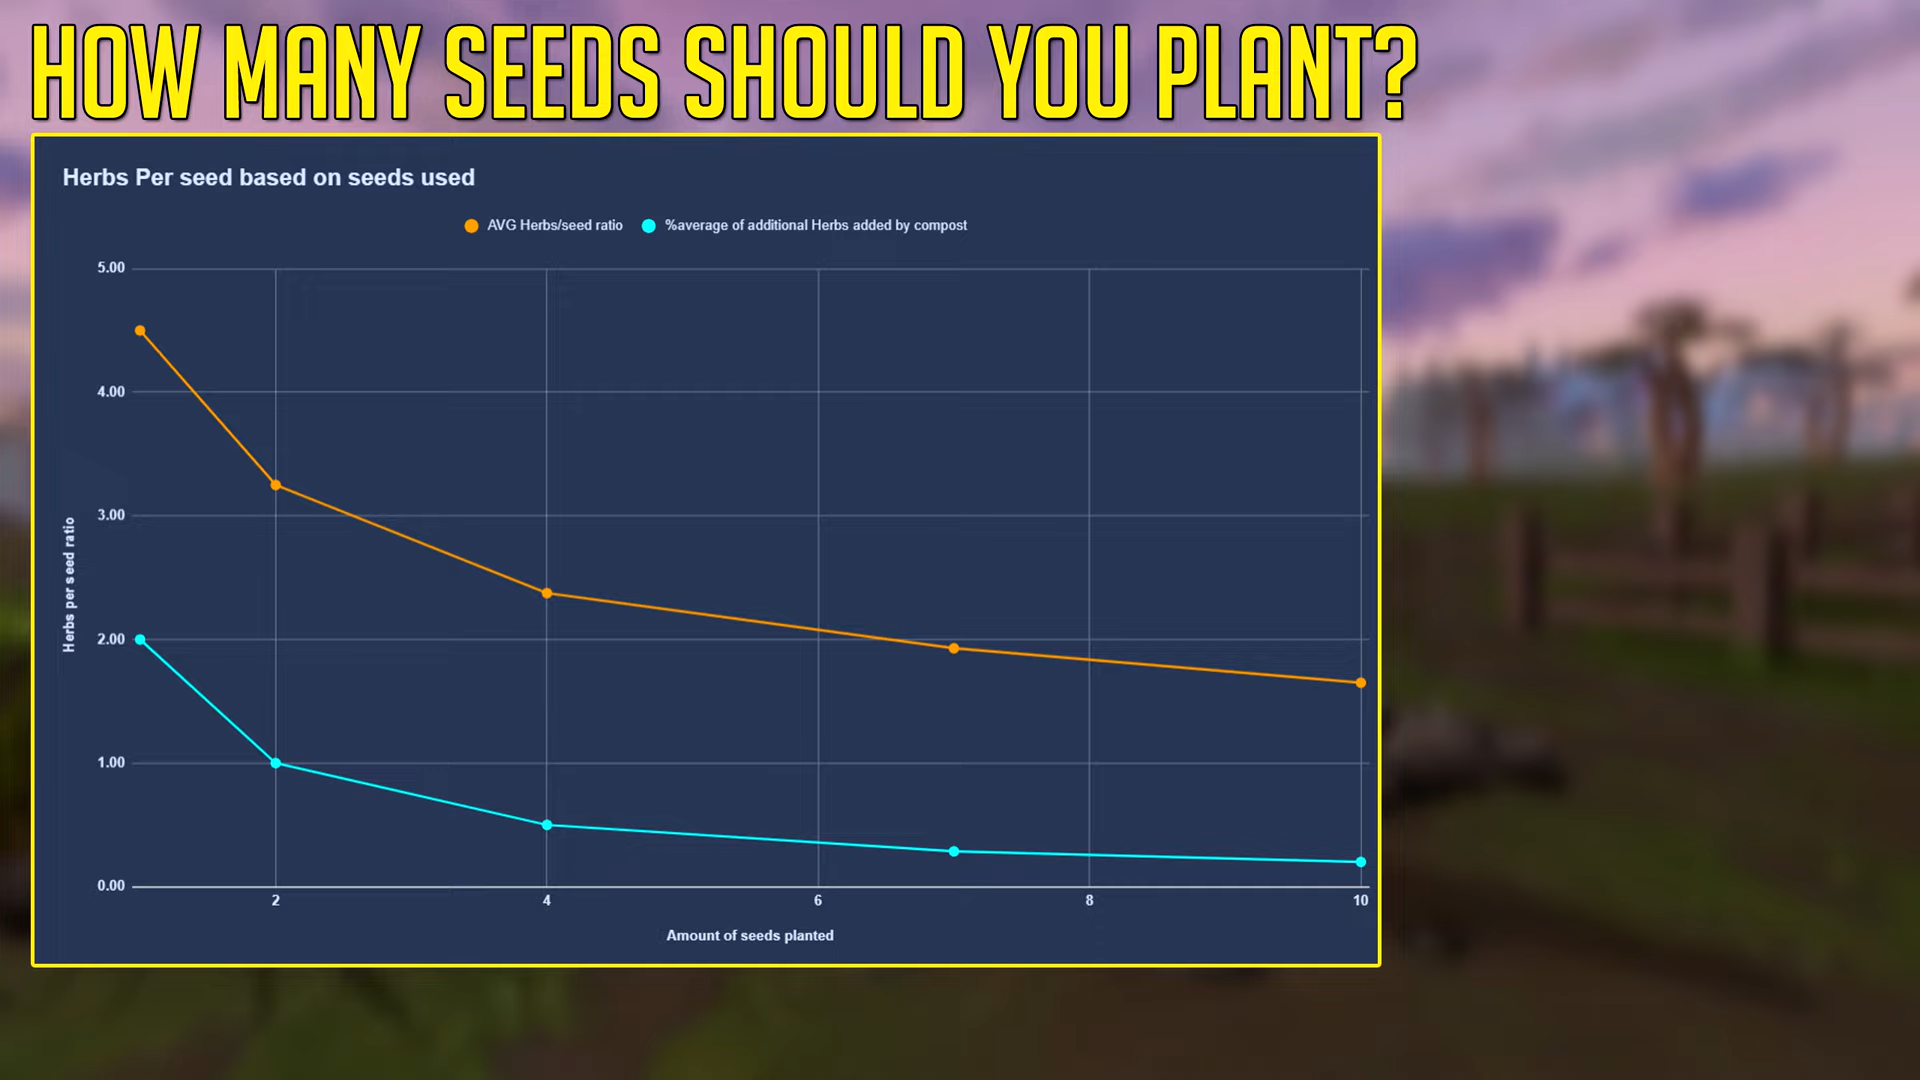 HOW MANY SEEDS SHOULD YOU PLANT?
Herbs Per seed based on seeds used
AVG Herbs/seed ratio
%average of additional Herbs added by compost
5.00
4.00
3.00
2.00
1.00
0.00
Herbs per seed ratio
2
4
6
8
10
Amount of seeds planted